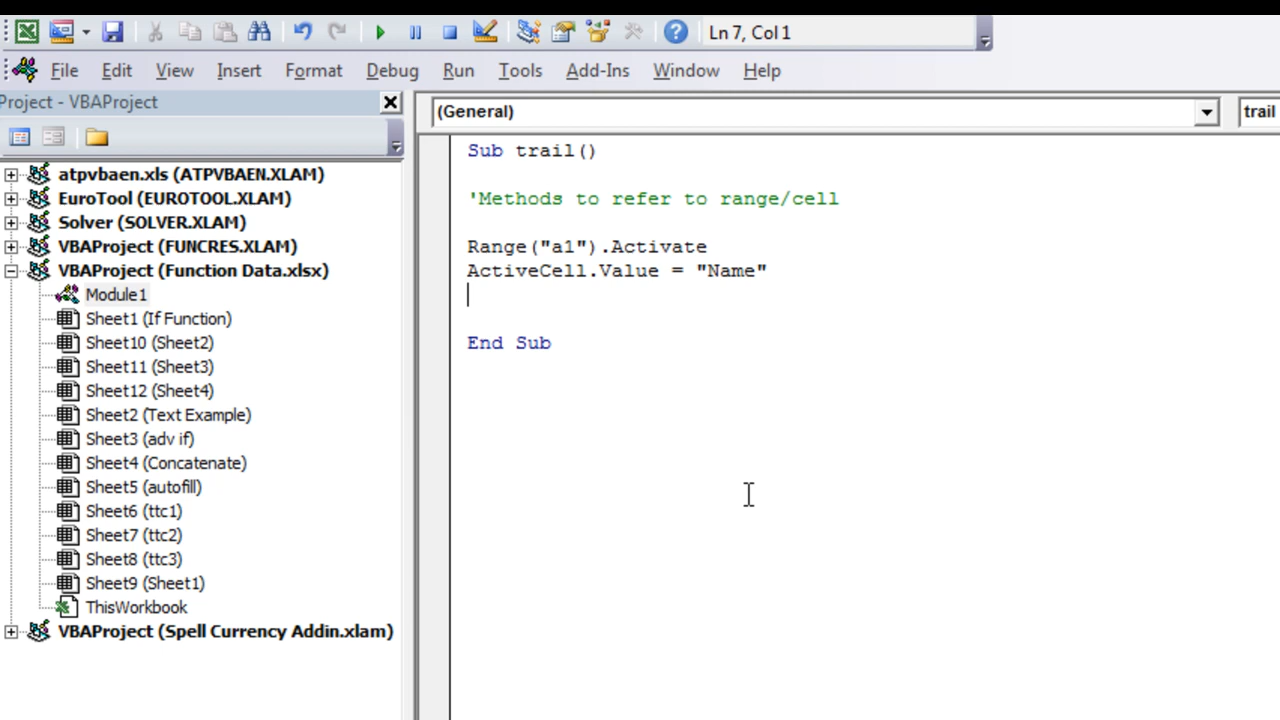 Ln 7, Col 1
File Edit View Insert Format Debug Run Tools Add-Ins Window Help
Project - VBAProject
(General)
trail
atpvbaen.xls (ATPVBAEN.XLAM)
EuroTool (EUROTOOL.XLAM)
Solver (SOLVER.XLAM)
VBAProject (FUNCRES.XLAM)
VBAProject (Function Data.xlsx)
Module1
Sheet1 (If Function)
Sheet10 (Sheet2)
Sheet11 (Sheet3)
Sheet12 (Sheet4)
Sheet2 (Text Example)
Sheet3 (adv if)
Sheet4 (Concatenate)
Sheet5 (autofill)
Sheet6 (ttc1)
Sheet7 (ttc2)
Sheet8 (ttc3)
Sheet9 (Sheet1)
ThisWorkbook
VBAProject (Spell Currency Addin.xlam)
Sub trail()
'Methods to refer to range/cell
Range("a1").Activate
ActiveCell.Value = "Name"
End Sub